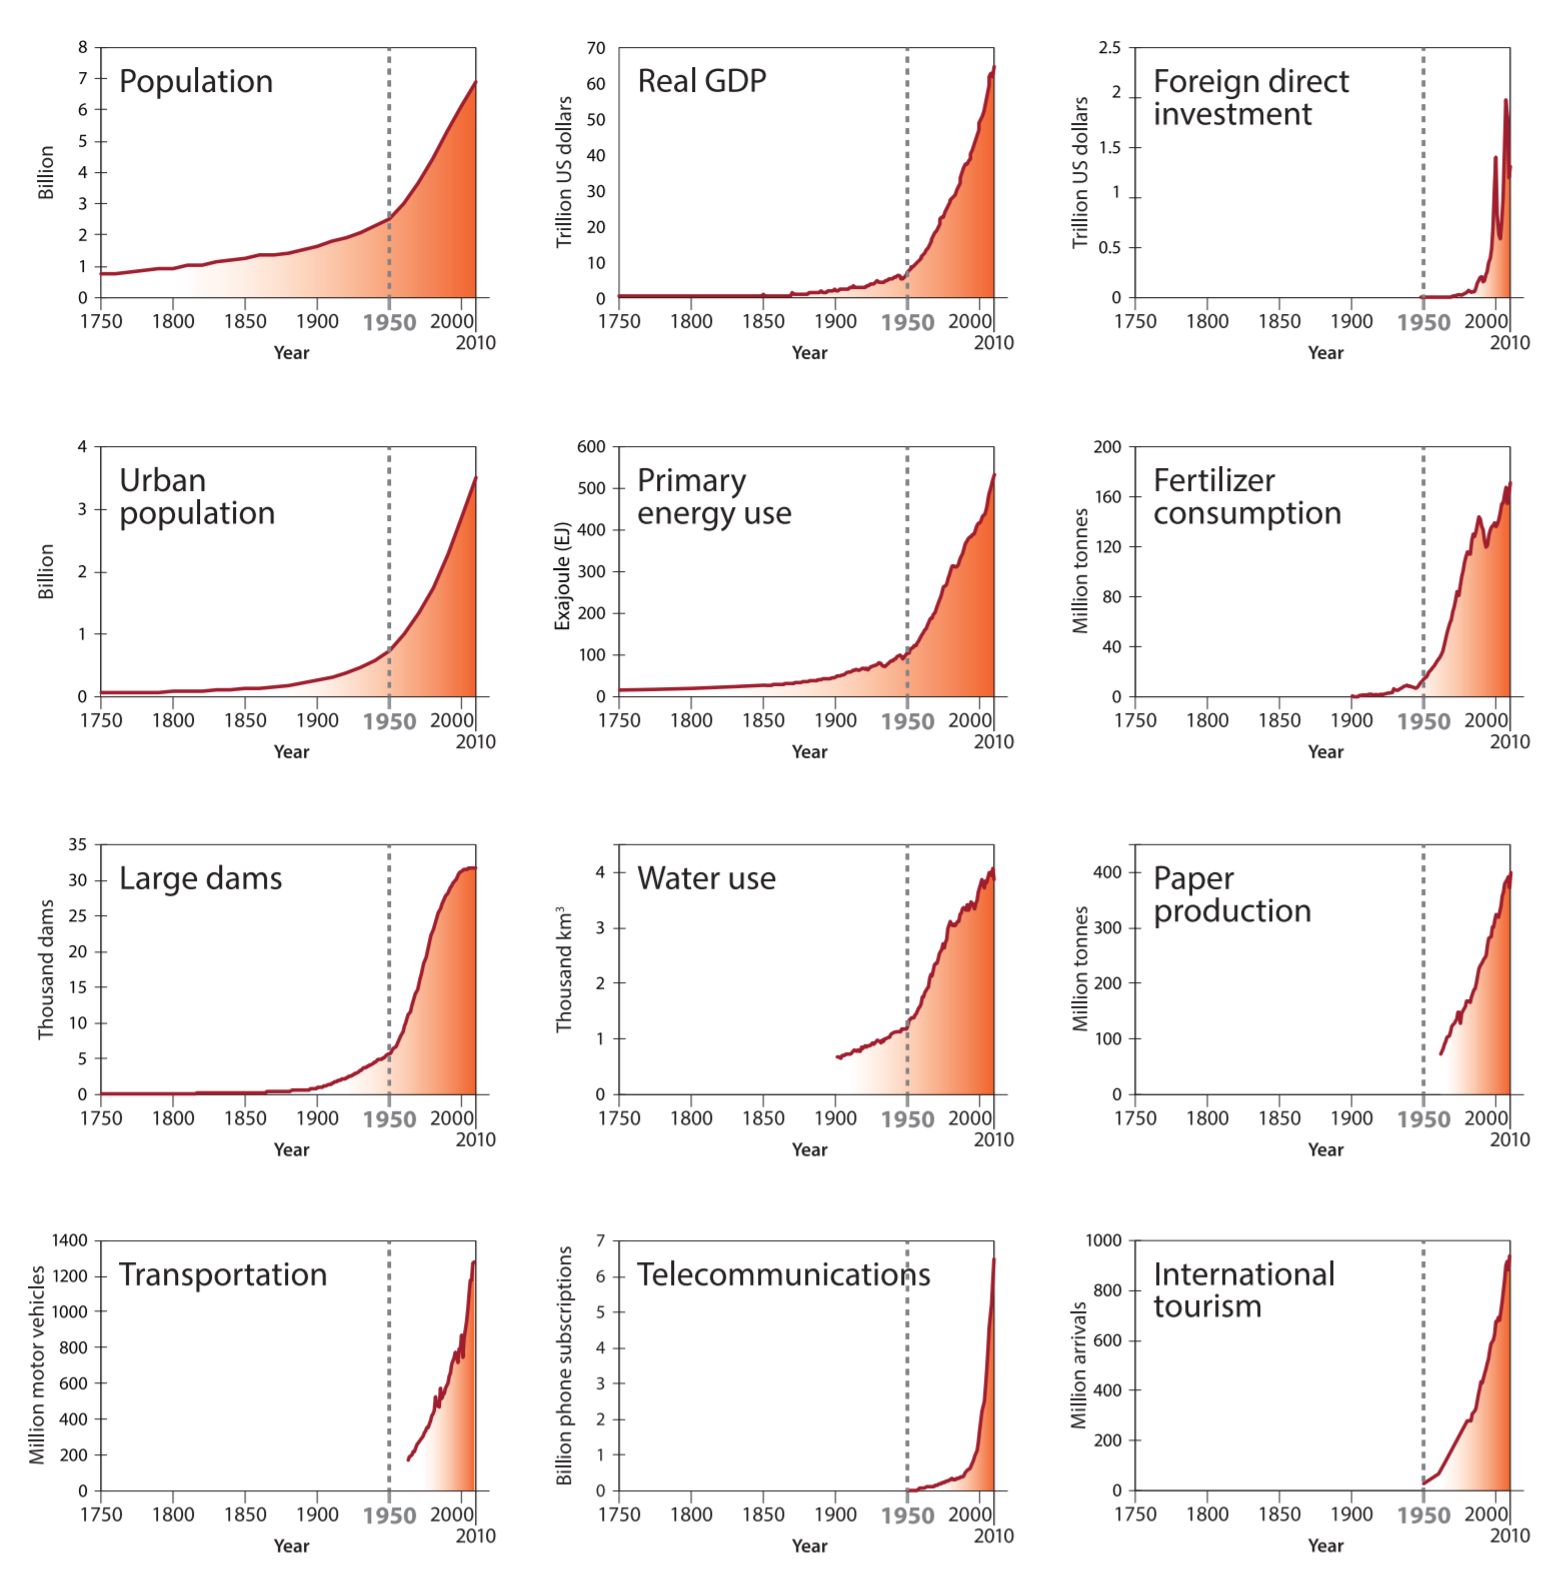 Population
Billion
8
7
6
5
4
3
2
1
0
1750 1800 1850 1900 1950 2000
2010
Year
Real GDP
Trillion US dollars
70
60
50
40
30
20
10
0
1750 1800 1850 1900 1950 2000
2010
Year
Foreign direct
investment
Trillion US dollars
2.5
2
1.5
1
0.5
0
1750 1800 1850 1900 1950 2000
2010
Year
Urban
population
Billion
4
3
2
1
0
1750 1800 1850 1900 1950 2000
2010
Year
Primary
energy use
Exajoule (EJ)
600
500
400
300
200
100
0
1750 1800 1850 1900 1950 2000
2010
Year
Fertilizer
consumption
Million tonnes
200
160
120
80
40
0
1750 1800 1850 1900 1950 2000
2010
Year
Large dams
Thousand dams
35
30
25
20
15
10
5
0
1750 1800 1850 1900 1950 2000
2010
Year
Water use
Thousand km³
4
3
2
1
0
1750 1800 1850 1900 1950 2000
2010
Year
Paper
production
Million tonnes
400
300
200
100
0
1750 1800 1850 1900 1950 2000
2010
Year
Transportation
Million motor vehicles
1400
1200
1000
800
600
400
200
0
1750 1800 1850 1900 1950 2000
2010
Year
Telecommunications
Billion phone subscriptions
7
6
5
4
3
2
1
0
1750 1800 1850 1900 1950 2000
2010
Year
International
tourism
Million arrivals
1000
800
600
400
200
0
1750 1800 1850 1900 1950 2000
2010
Year